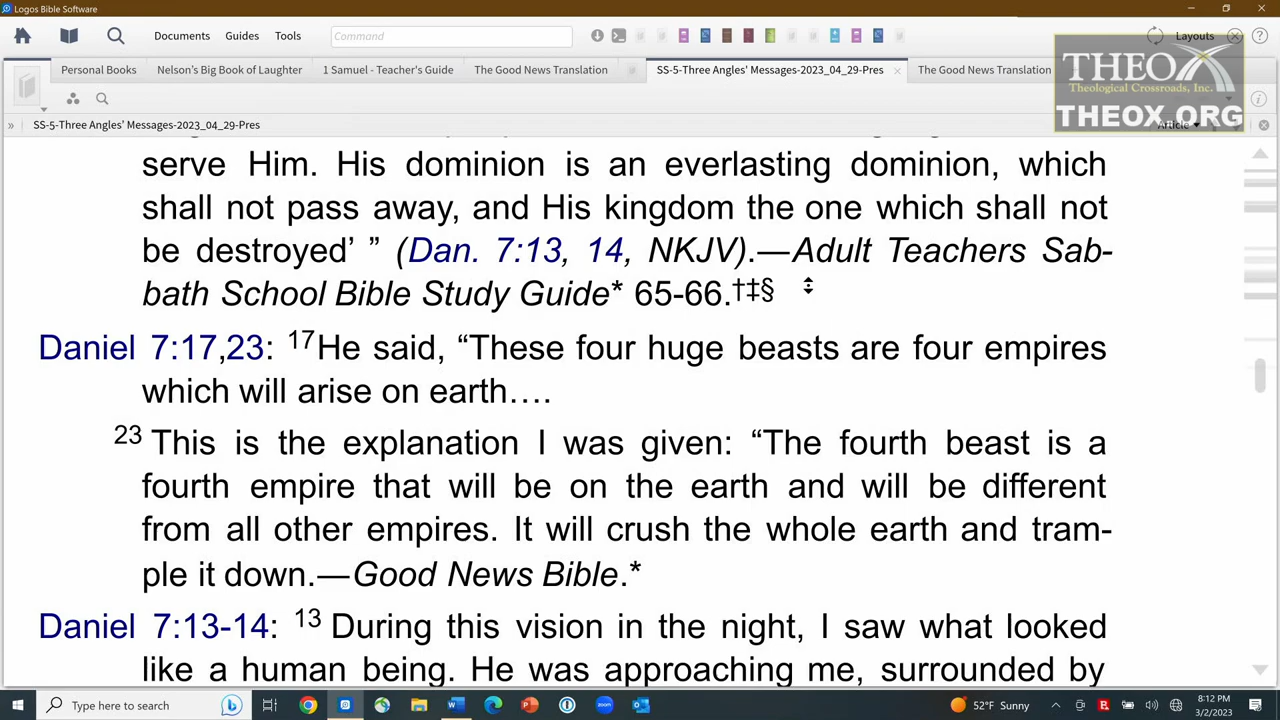 Logos Bible Software
Documents Guides Tools Command Layouts
Personal Books Nelson's Big Book of Laughter 1 Samuel - Teacher's Guide The Good News Translation SS-5-Three Angles' Messages-2023_04_29-Pres The Good News Translation
THEOX
Theological Crossroads, Inc.
THEOX.ORG
SS-5-Three Angles' Messages-2023_04_29-Pres Article
serve Him. His dominion is an everlasting dominion, which
shall not pass away, and His kingdom the one which shall not
be destroyed’ ” (Dan. 7:13, 14, NKJV).—Adult Teachers Sab-
bath School Bible Study Guide* 65-66.†‡§
Daniel 7:17,23: 17He said, “These four huge beasts are four empires
which will arise on earth….
23 This is the explanation I was given: “The fourth beast is a
fourth empire that will be on the earth and will be different
from all other empires. It will crush the whole earth and tram-
ple it down.—Good News Bible.*
Daniel 7:13-14: 13 During this vision in the night, I saw what looked
like a human being. He was approaching me, surrounded by
Type here to search 52°F Sunny 8:12 PM
3/2/2023